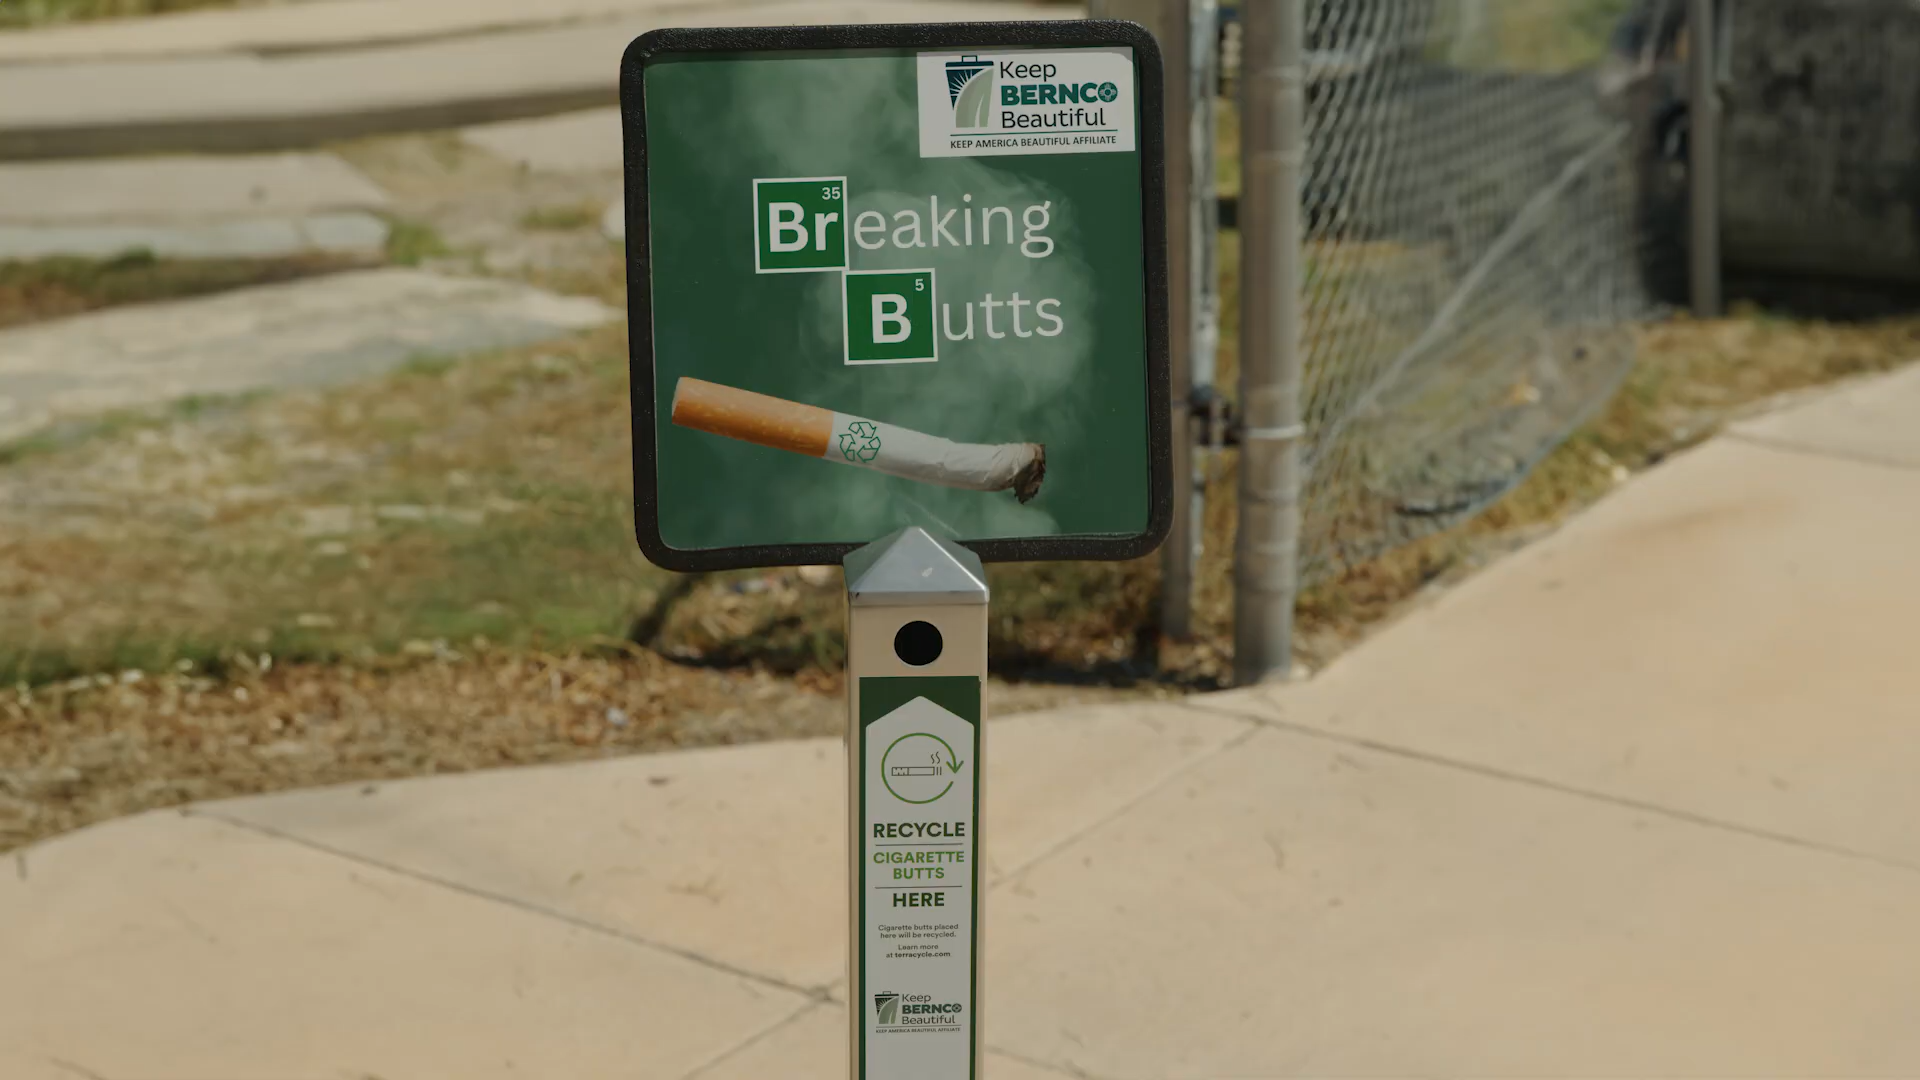 Keep
BERNCO
Beautiful
KEEP AMERICA BEAUTIFUL AFFILIATE
35
Breaking
5
Butts
RECYCLE
CIGARETTE
BUTTS
HERE
Cigarette butts placed
here will be recycled.
Learn more
at terracycle.com
Keep
BERNCO
Beautiful
KEEP AMERICA BEAUTIFUL AFFILIATE